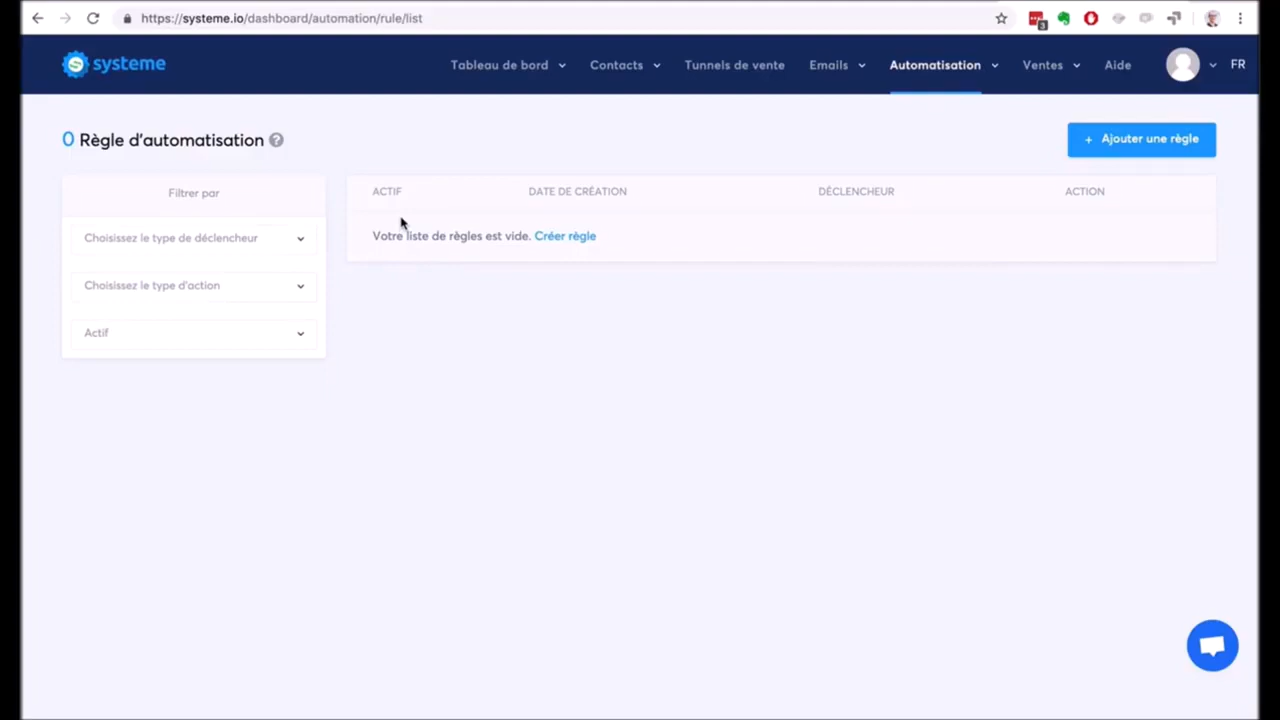 https://systeme.io/dashboard/automation/rule/list
3
S systeme
Tableau de bord Contacts Tunnels de vente Emails Automatisation Ventes Aide FR
0 Règle d'automatisation ?
+ Ajouter une règle
Filtrer par
Choisissez le type de déclencheur
Choisissez le type d'action
Actif
ACTIF DATE DE CRÉATION DÉCLENCHEUR ACTION
Votre liste de règles est vide. Créer règle